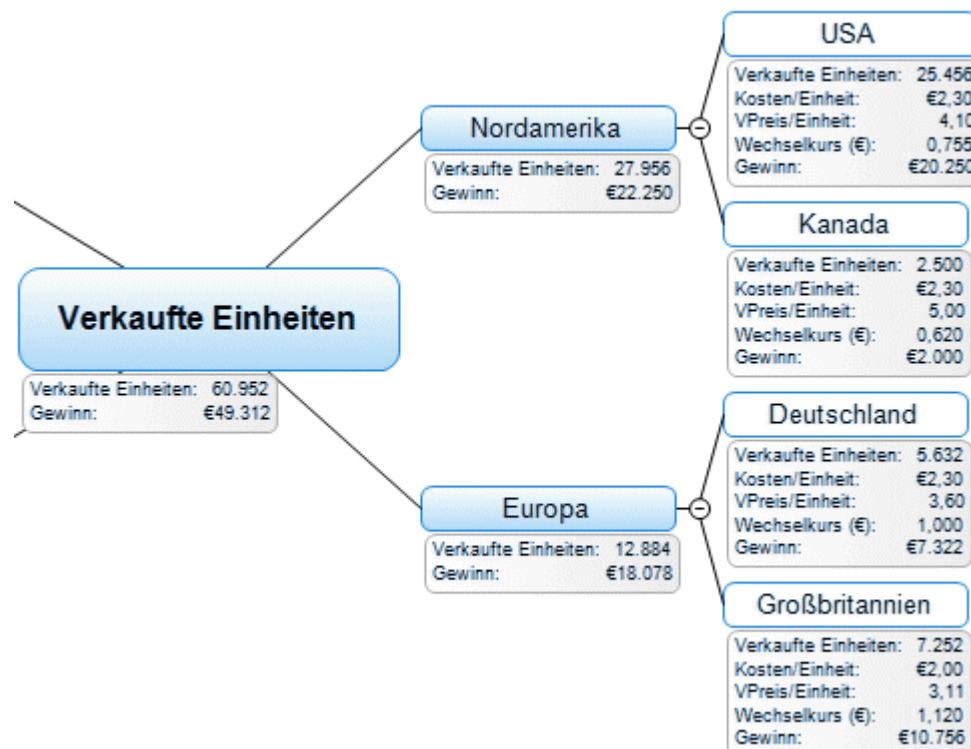 Verkaufte Einheiten
Verkaufte Einheiten: 60.952
Gewinn: €49.312
Nordamerika
Verkaufte Einheiten: 27.956
Gewinn: €22.250
USA
Verkaufte Einheiten: 25.456
Kosten/Einheit: €2,30
VPreis/Einheit: 4,10
Wechselkurs (€): 0,755
Gewinn: €20.250
Kanada
Verkaufte Einheiten: 2.500
Kosten/Einheit: €2,30
VPreis/Einheit: 5,00
Wechselkurs (€): 0,620
Gewinn: €2.000
Europa
Verkaufte Einheiten: 12.884
Gewinn: €18.078
Deutschland
Verkaufte Einheiten: 5.632
Kosten/Einheit: €2,30
VPreis/Einheit: 3,60
Wechselkurs (€): 1,000
Gewinn: €7.322
Großbritannien
Verkaufte Einheiten: 7.252
Kosten/Einheit: €2,00
VPreis/Einheit: 3,11
Wechselkurs (€): 1,120
Gewinn: €10.756